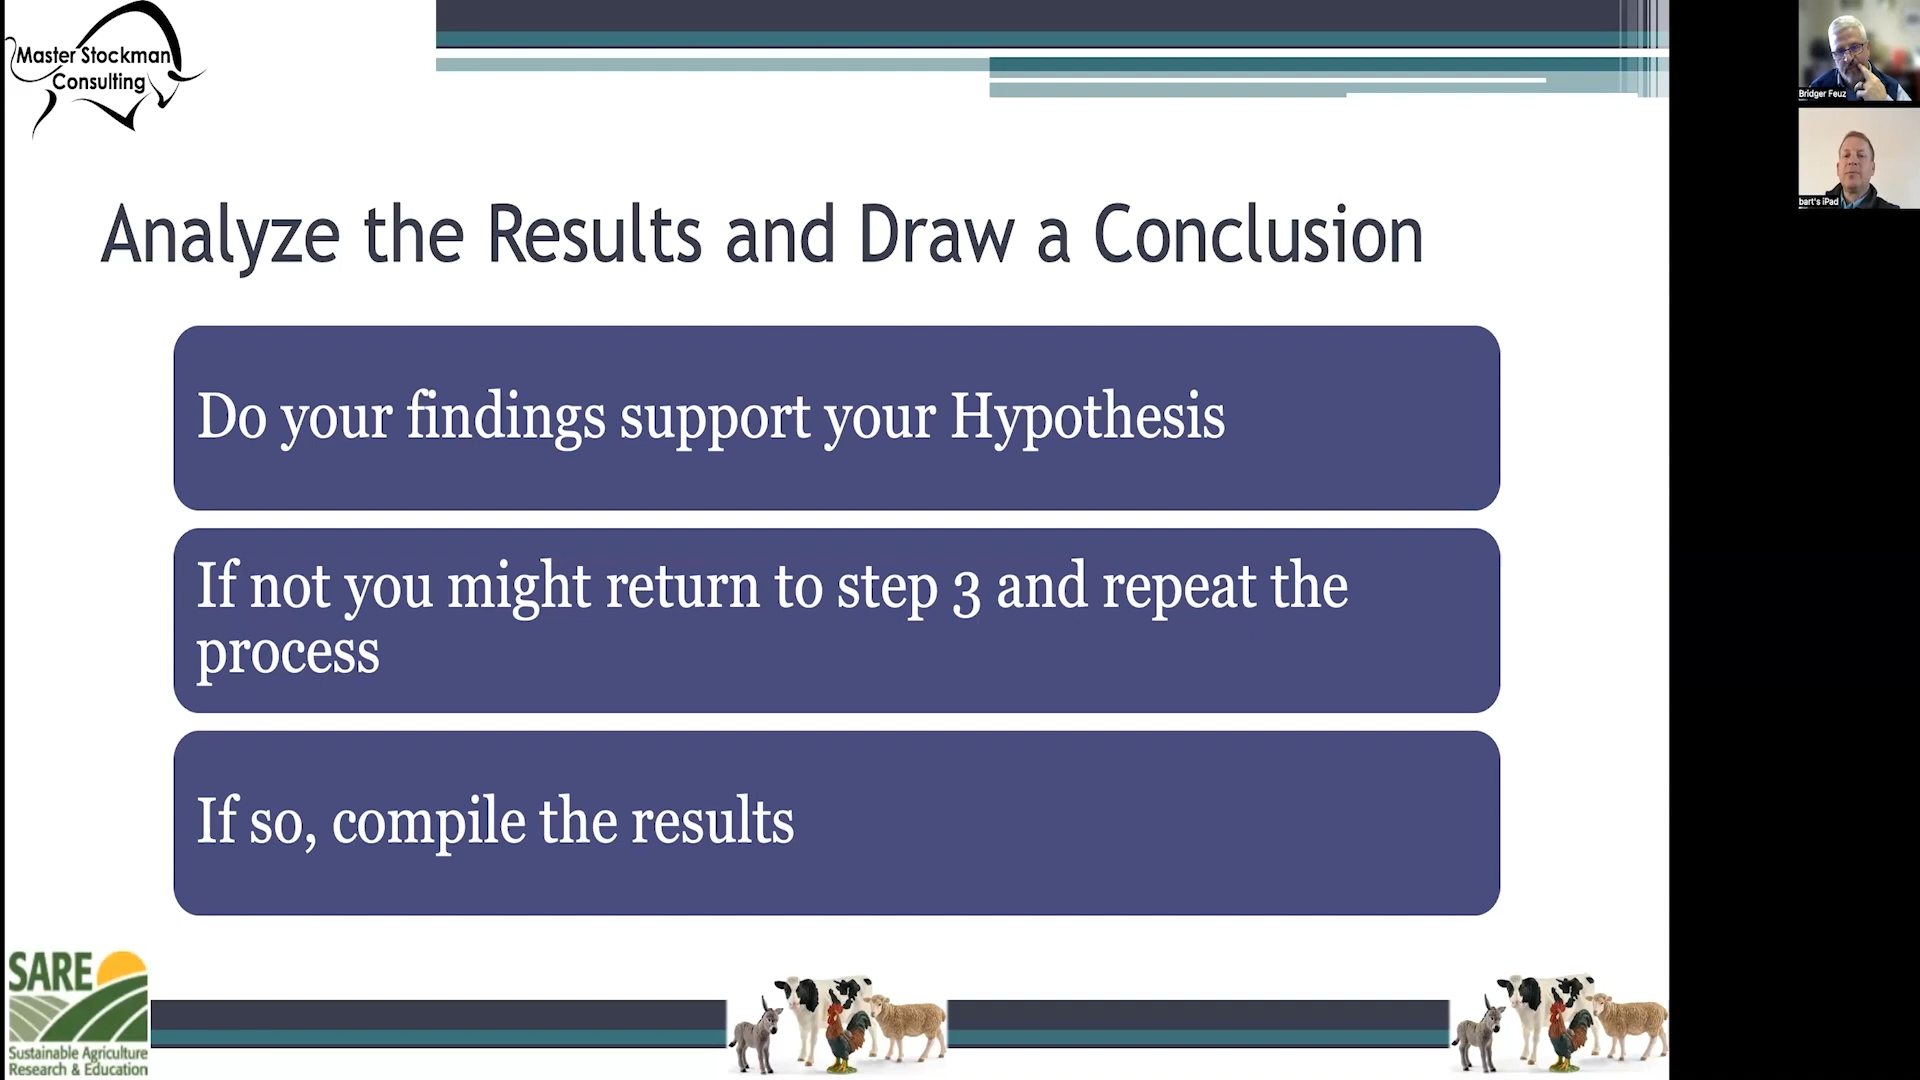 Master Stockman
Consulting
Analyze the Results and Draw a Conclusion
Do your findings support your Hypothesis
If not you might return to step 3 and repeat the
process
If so, compile the results
SARE
Sustainable Agriculture
Research & Education
Bridger Feuz
bart's iPad